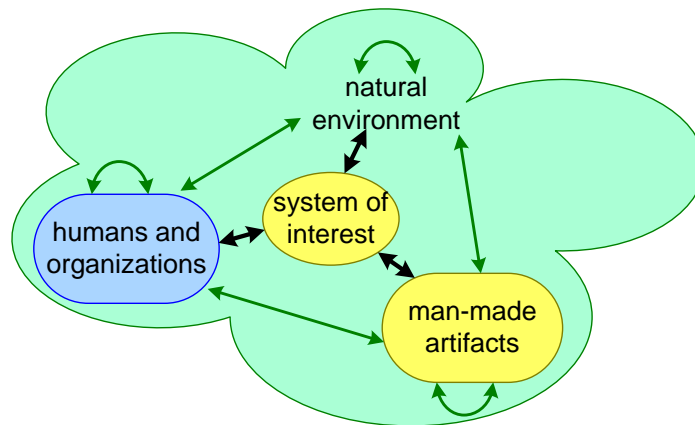 natural
environment
system of
interest
humans and
organizations
man-made
artifacts